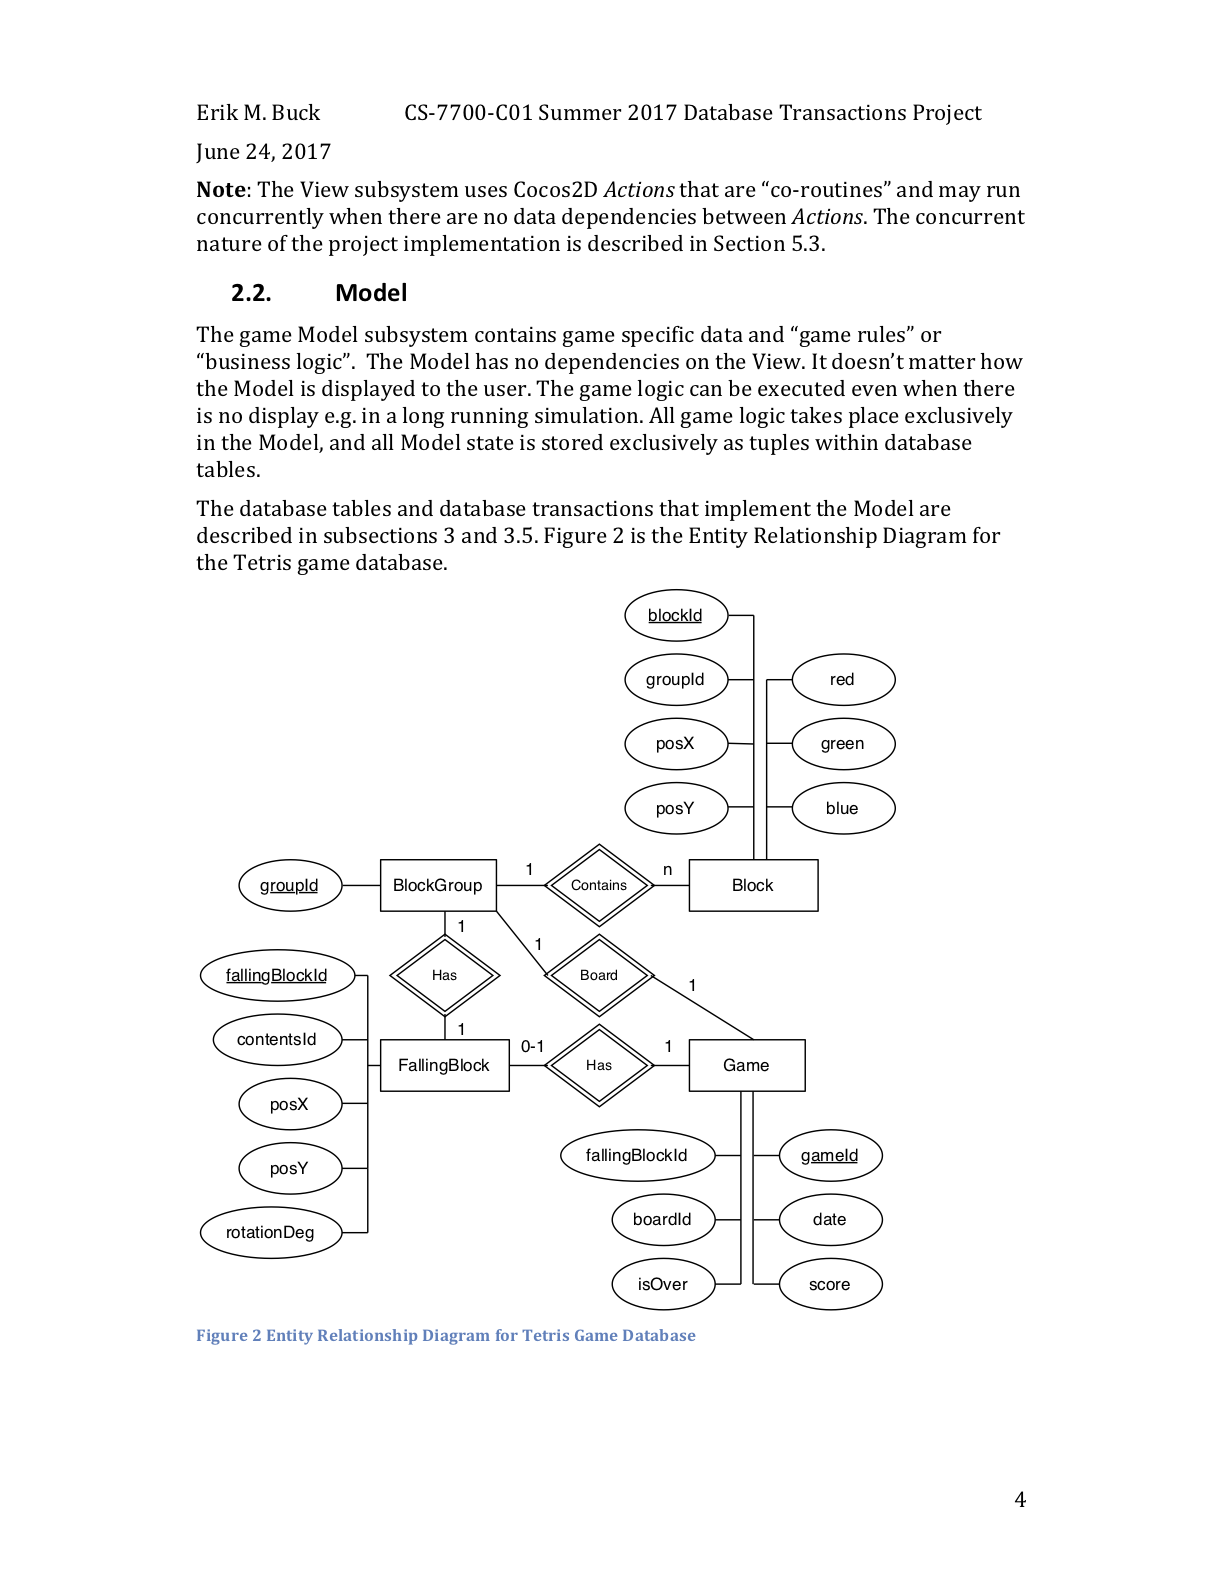 Erik M. Buck CS-7700-C01 Summer 2017 Database Transactions Project
June 24, 2017
Note: The View subsystem uses Cocos2D Actions that are “co-routines” and may run
concurrently when there are no data dependencies between Actions. The concurrent
nature of the project implementation is described in Section 5.3.
2.2. Model
The game Model subsystem contains game specific data and “game rules” or
“business logic”.  The Model has no dependencies on the View. It doesn’t matter how
the Model is displayed to the user. The game logic can be executed even when there
is no display e.g. in a long running simulation. All game logic takes place exclusively
in the Model, and all Model state is stored exclusively as tuples within database
tables.
The database tables and database transactions that implement the Model are
described in subsections 3 and 3.5. Figure 2 is the Entity Relationship Diagram for
the Tetris game database.
blockId
groupId red
posX green
posY blue
groupId BlockGroup 1 Contains n Block
1
1
fallingBlockId Has Board
1
1
contentsId
0-1 1
FallingBlock Has Game
posX
fallingBlockId gameId
posY
boardId date
rotationDeg
isOver score
Figure 2 Entity Relationship Diagram for Tetris Game Database
4